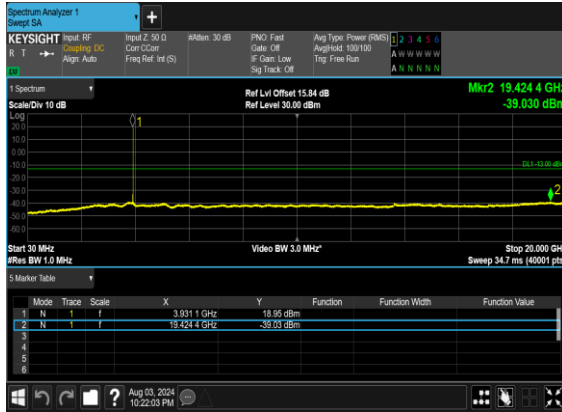 Spectrum Analyzer 1
Swept SA
+
KEYSIGHT Input: RF Input Z: 50 Ω #Atten: 30 dB PNO: Fast Avg Type: Power (RMS) 1 2 3 4 5 6
R T Coupling: DC Corr CCorr Gate: Off Avg|Hold: 100/100 A W W W W W
Align: Auto Freq Ref: Int (S) IF Gain: Low Trig: Free Run
LXI Sig Track: Off A N N N N N
1 Spectrum Ref Lvl Offset 15.84 dB Mkr2 19.424 4 GHz
Scale/Div 10 dB Ref Level 30.00 dBm -39.030 dBm
Log
1
20.0
10.0
0.00
-10.0
DL1 -13.00 dBm
-20.0
-30.0
2
-40.0
-50.0
-60.0
Start 30 MHz Video BW 3.0 MHz* Stop 20.000 GH
#Res BW 1.0 MHz Sweep 34.7 ms (40001 pts
5 Marker Table
Mode Trace Scale X Y Function Function Width Function Value
1 N 1 f 3.931 1 GHz 18.95 dBm
2 N 1 f 19.424 4 GHz -39.03 dBm
3
4
5
6
? Aug 03, 2024
10:22:03 PM